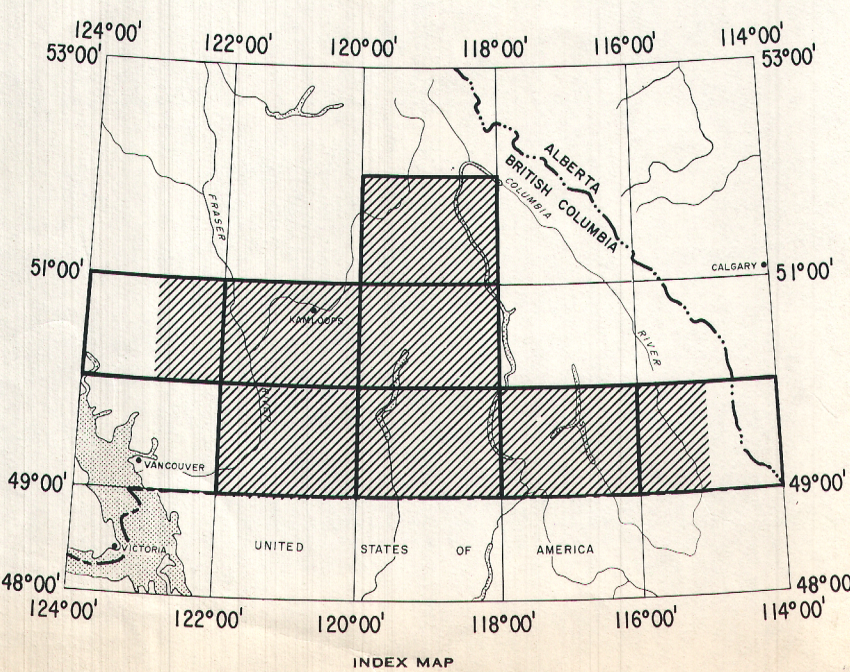 124°00'
122°00'
120°00'
118°00'
116°00'
114°00'
53°00'
53°00'
ALBERTA
BRITISH COLUMBIA
COLUMBIA
RIVER
FRASER
RIVER
CALGARY
51°00'
51°00'
KAMLOOPS
VANCOUVER
49°00'
49°00'
VICTORIA
UNITED STATES OF AMERICA
48°00'
48°00'
124°00'
122°00'
120°00'
118°00'
116°00'
114°00'
INDEX MAP